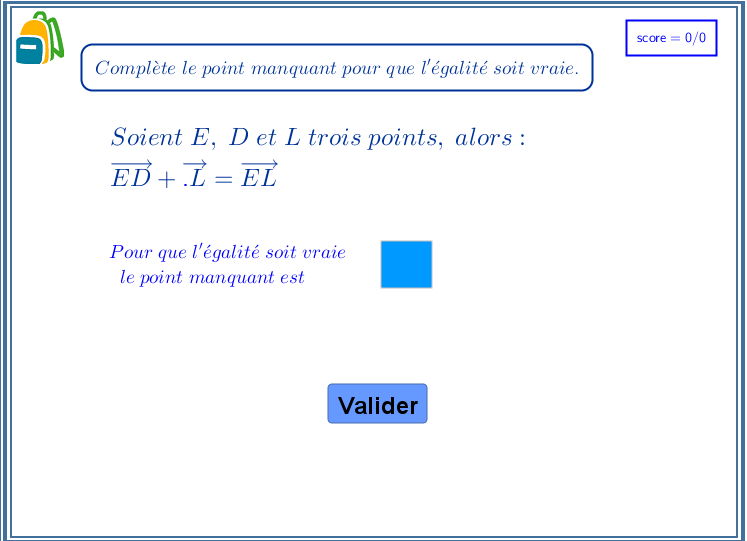 score = 0/0
Complète le point manquant pour que l'égalité soit vraie.
Soient E, D et L trois points, alors :
$\overrightarrow{ED} + \overrightarrow{.L} = \overrightarrow{EL}$
Pour que l'égalité soit vraie
le point manquant est
Valider